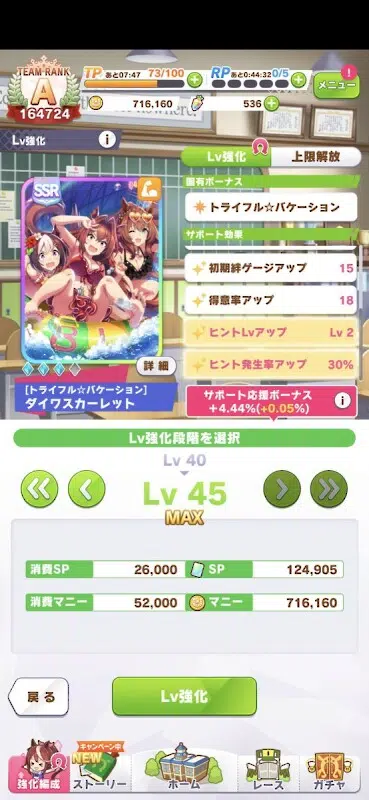 TEAM-RANK
A
164724
TP あと07:47 73/100
RP あと0:44:32 0/5
メニュー
716,160
536
Lv強化
i
Lv強化
上限解放
固有ボーナス
トライフル☆バケーション
サポート効果
初期絆ゲージアップ 15
得意率アップ 18
ヒントLvアップ Lv 2
ヒント発生率アップ 30%
サポート応援ボーナス
+4.44%(+0.05%)
i
SSR
詳細
[トライフル☆バケーション]
ダイワスカーレット
Lv強化段階を選択
Lv 40
Lv 45
MAX
消費SP 26,000 SP 124,905
消費マニー 52,000 マニー 716,160
戻る
Lv強化
強化編成
キャンペーン中
NEW
ストーリー
ホーム
レース
ガチャ